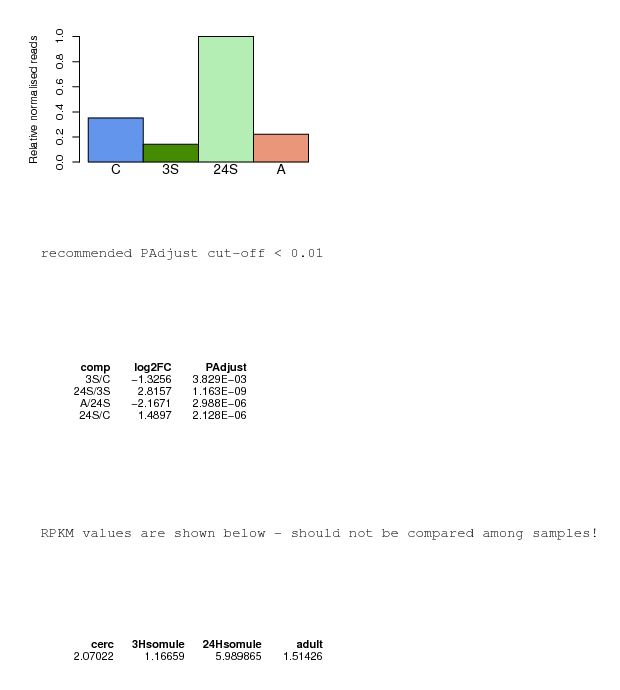 Relative normalised reads
1.0
0.8
0.6
0.4
0.2
0.0
C 3S 24S A
recommended PAdjust cut-off < 0.01
comp log2FC PAdjust
3S/C −1.3256 3.829E−03
24S/3S 2.8157 1.163E−09
A/24S −2.1671 2.988E−06
24S/C 1.4897 2.128E−06
RPKM values are shown below - should not be compared among samples!
cerc 3Hsomule 24Hsomule adult
2.07022 1.16659 5.989865 1.51426